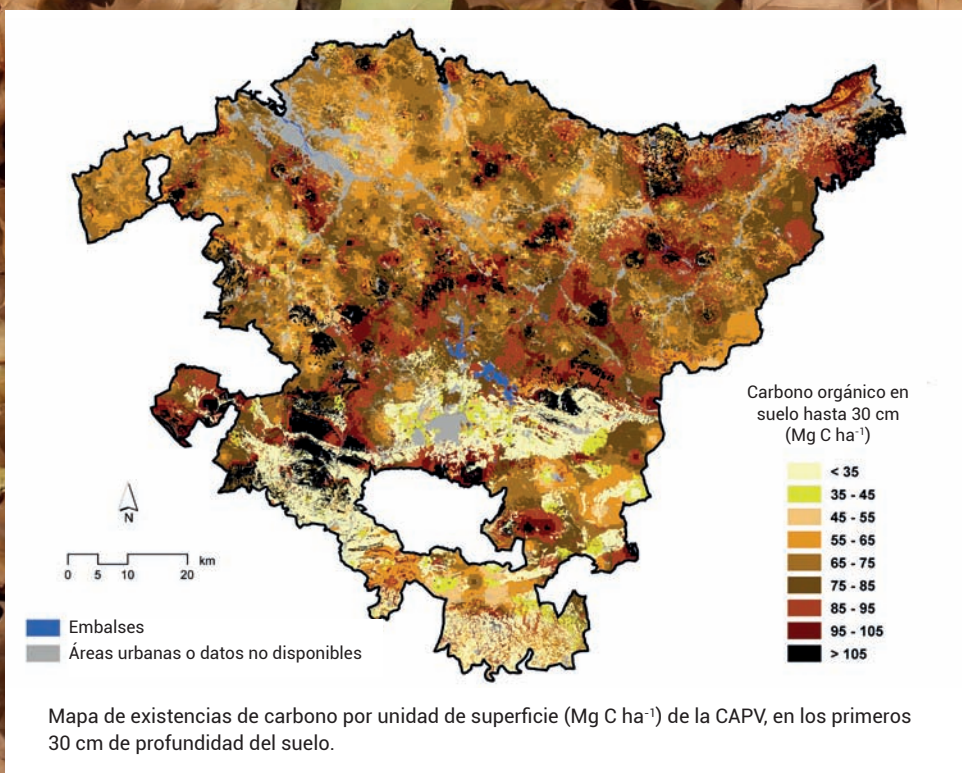 Carbono orgánico en
suelo hasta 30 cm
(Mg C ha⁻¹)
< 35
35 - 45
45 - 55
55 - 65
65 - 75
75 - 85
85 - 95
95 - 105
> 105
N
km
0 5 10 20
Embalses
Áreas urbanas o datos no disponibles
Mapa de existencias de carbono por unidad de superficie (Mg C ha⁻¹) de la CAPV, en los primeros
30 cm de profundidad del suelo.